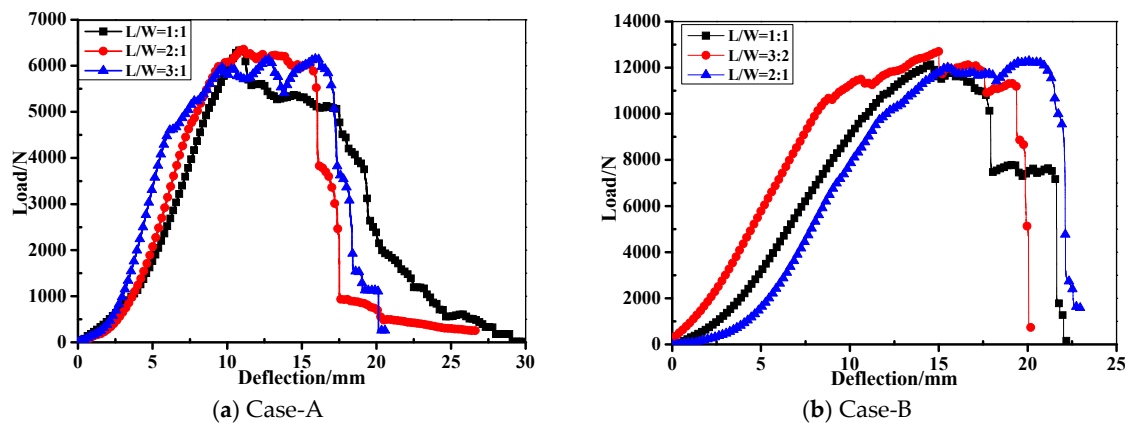 7000
6000
5000
4000
3000
2000
1000
0
Load/N
L/W=1:1
L/W=2:1
L/W=3:1
0 5 10 15 20 25 30
Deflection/mm
(a) Case-A
14000
12000
10000
8000
6000
4000
2000
0
Load/N
L/W=1:1
L/W=3:2
L/W=2:1
0 5 10 15 20 25
Deflection/mm
(b) Case-B